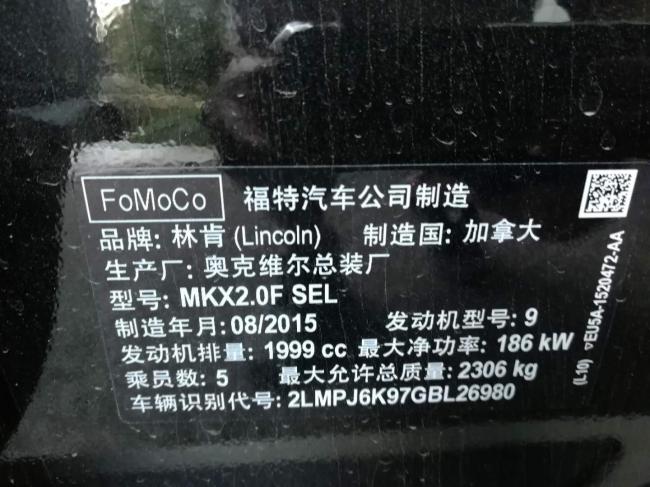 FoMoCo 福特汽车公司制造
品牌: 林肯 (Lincoln) 制造国: 加拿大
生产厂: 奥克维尔总装厂
型号: MKX2.0F SEL
制造年月: 08/2015 发动机型号: 9
发动机排量: 1999 cc 最大净功率: 186 kW
乘员数: 5 最大允许总质量: 2306 kg
车辆识别代号: 2LMPJ6K97GBL26980
(L10) ▽EU5A-1520472-AA